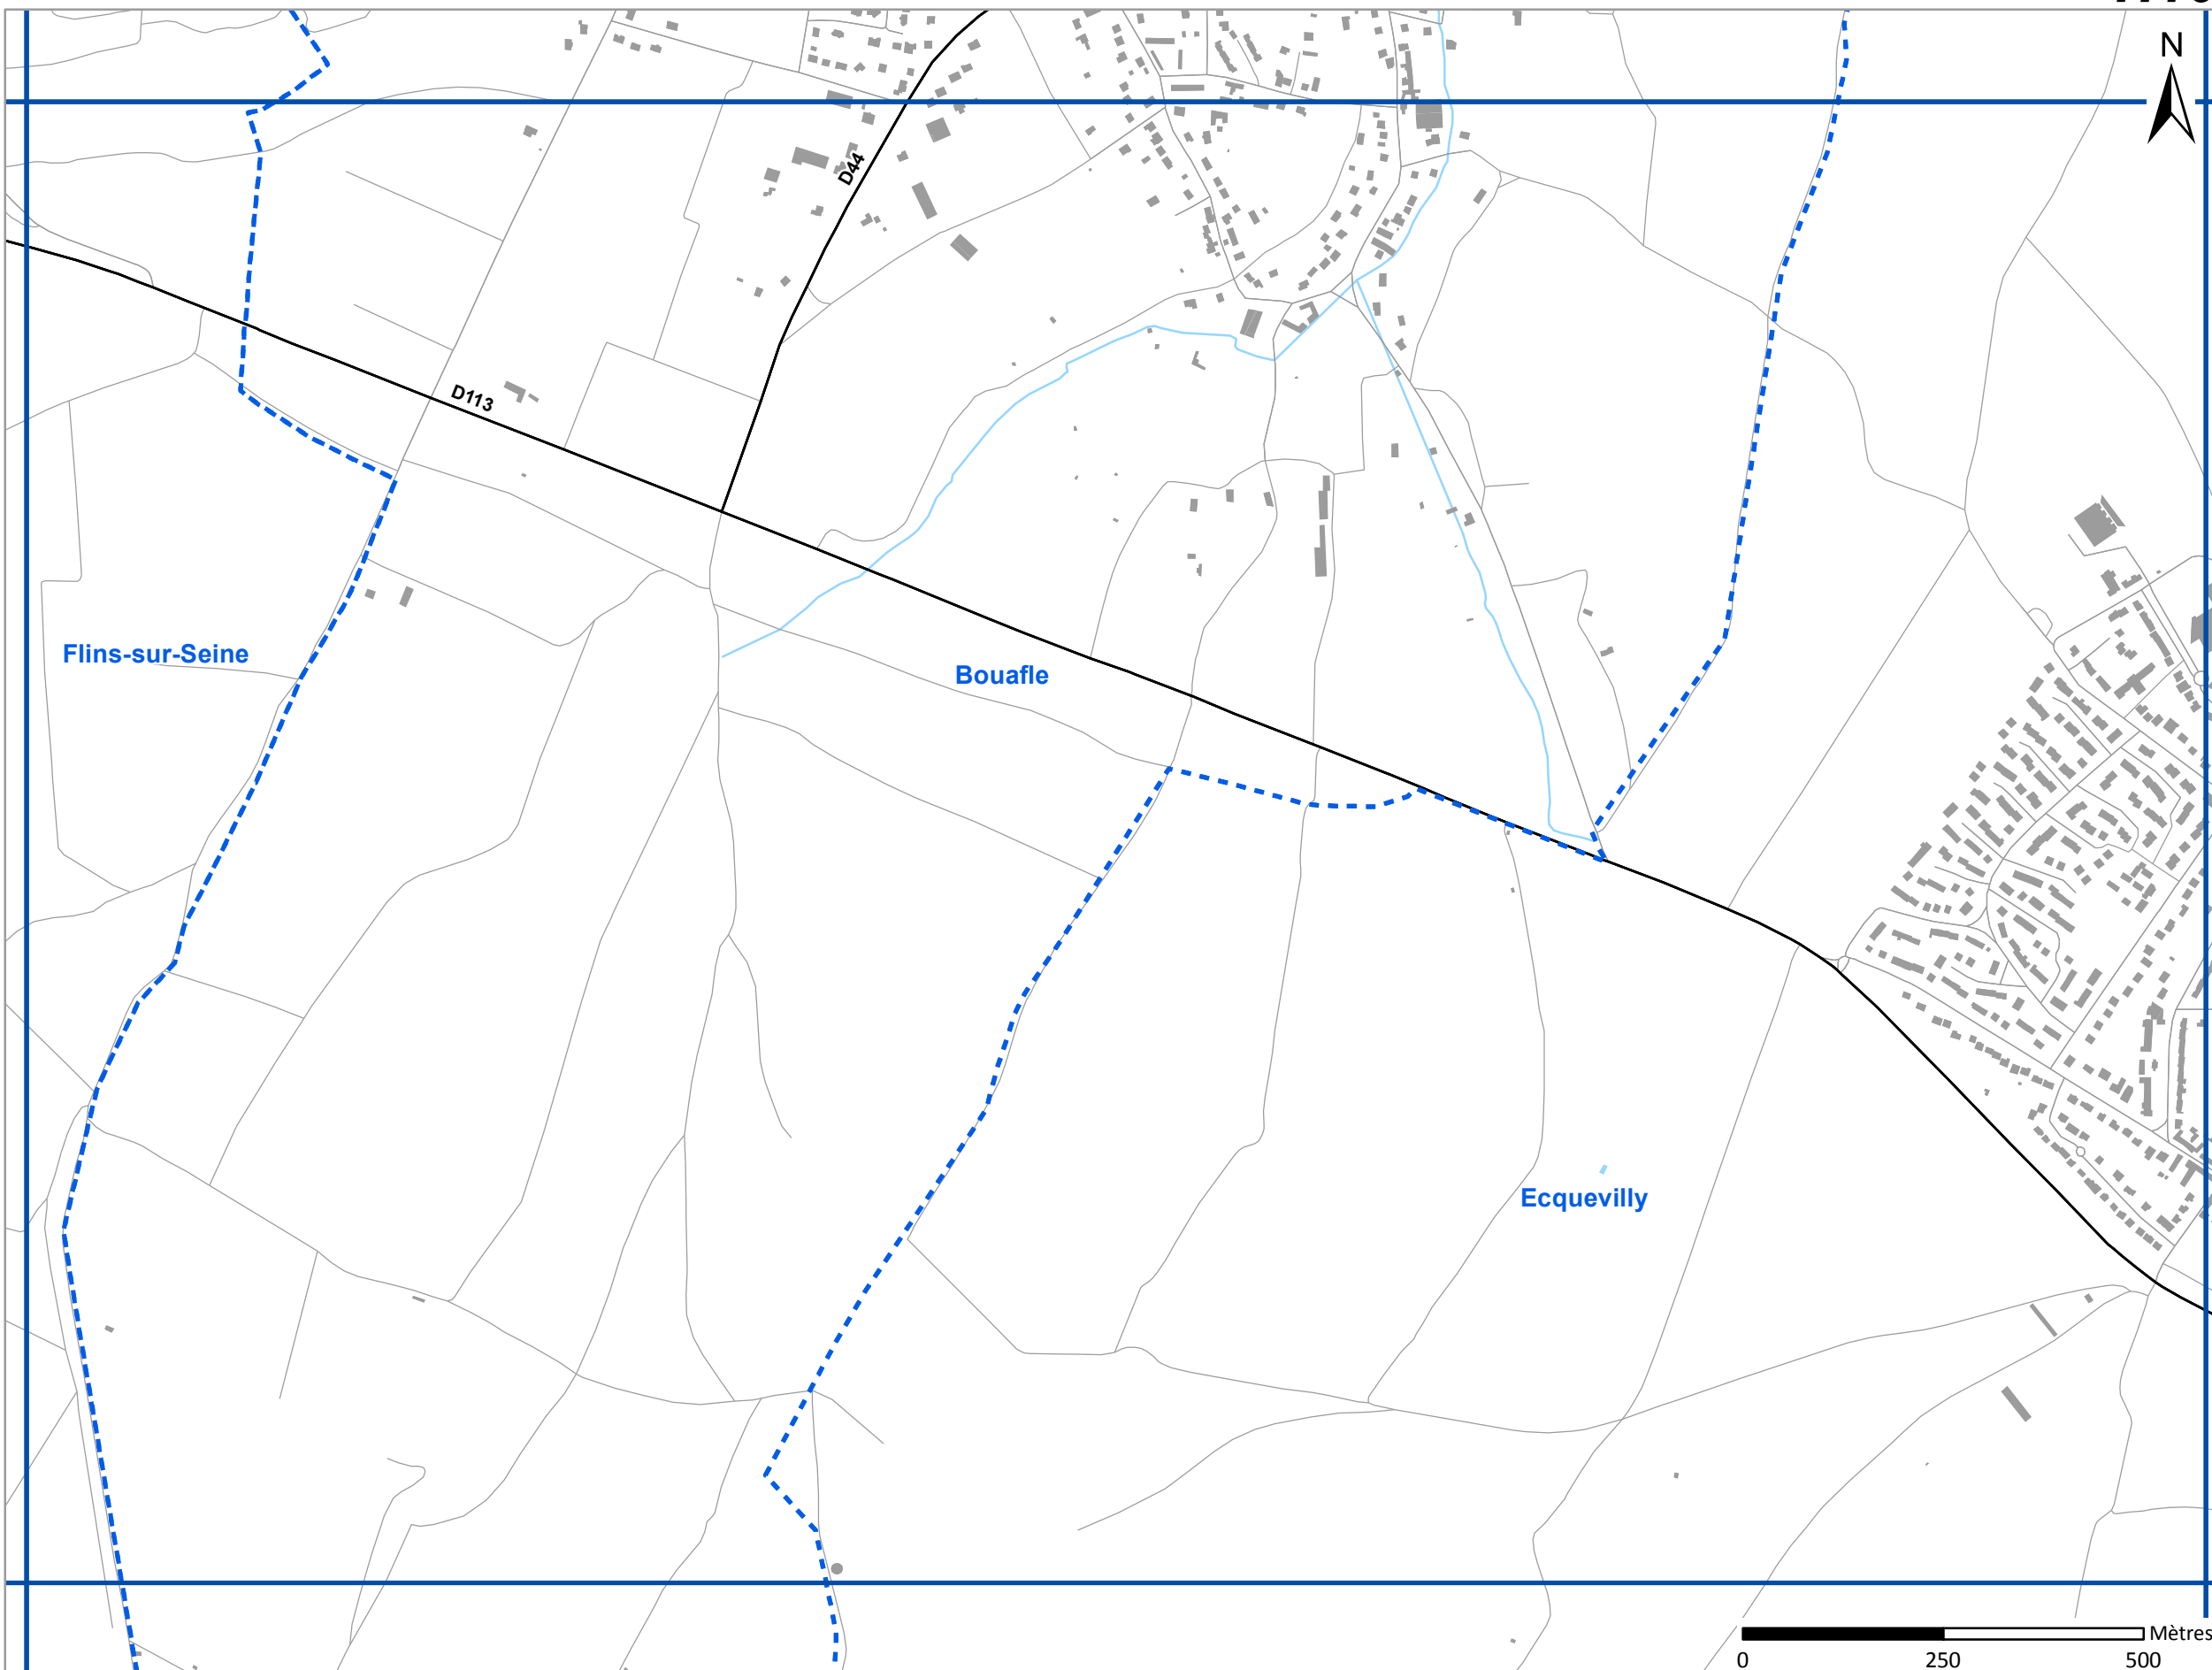 N
D44
D113
Flins-sur-Seine
Bouafle
Ecquevilly
Mètres
0 250 500